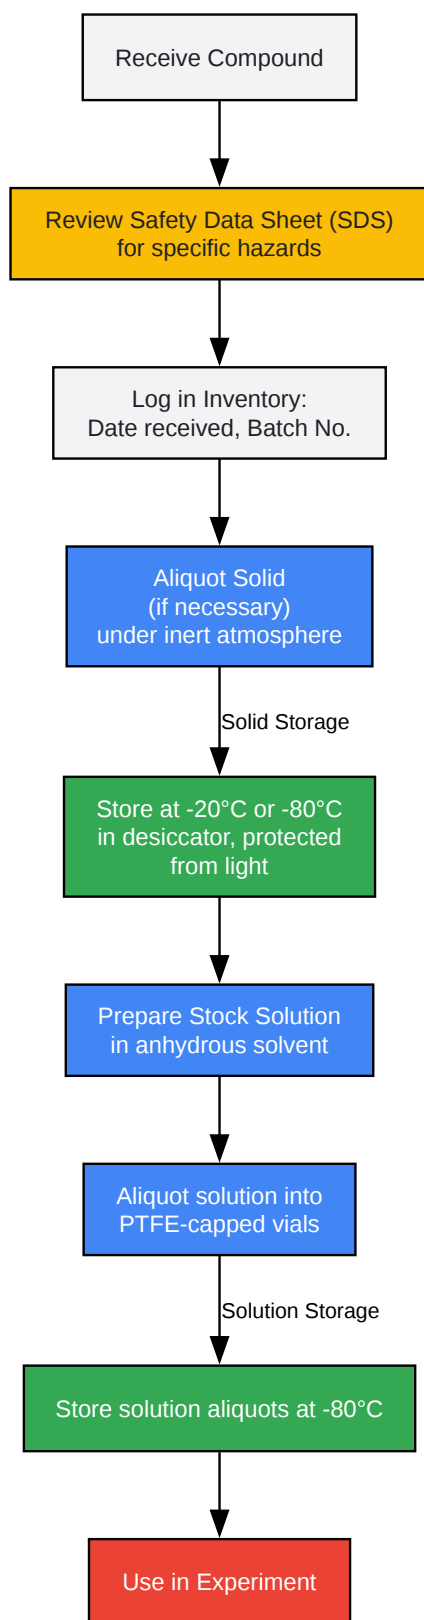 Receive Compound
Review Safety Data Sheet (SDS)
for specific hazards
Log in Inventory:
Date received, Batch No.
Aliquot Solid
(if necessary)
under inert atmosphere
Solid Storage
Store at -20°C or -80°C
in desiccator, protected
from light
Prepare Stock Solution
in anhydrous solvent
Aliquot solution into
PTFE-capped vials
Solution Storage
Store solution aliquots at -80°C
Use in Experiment